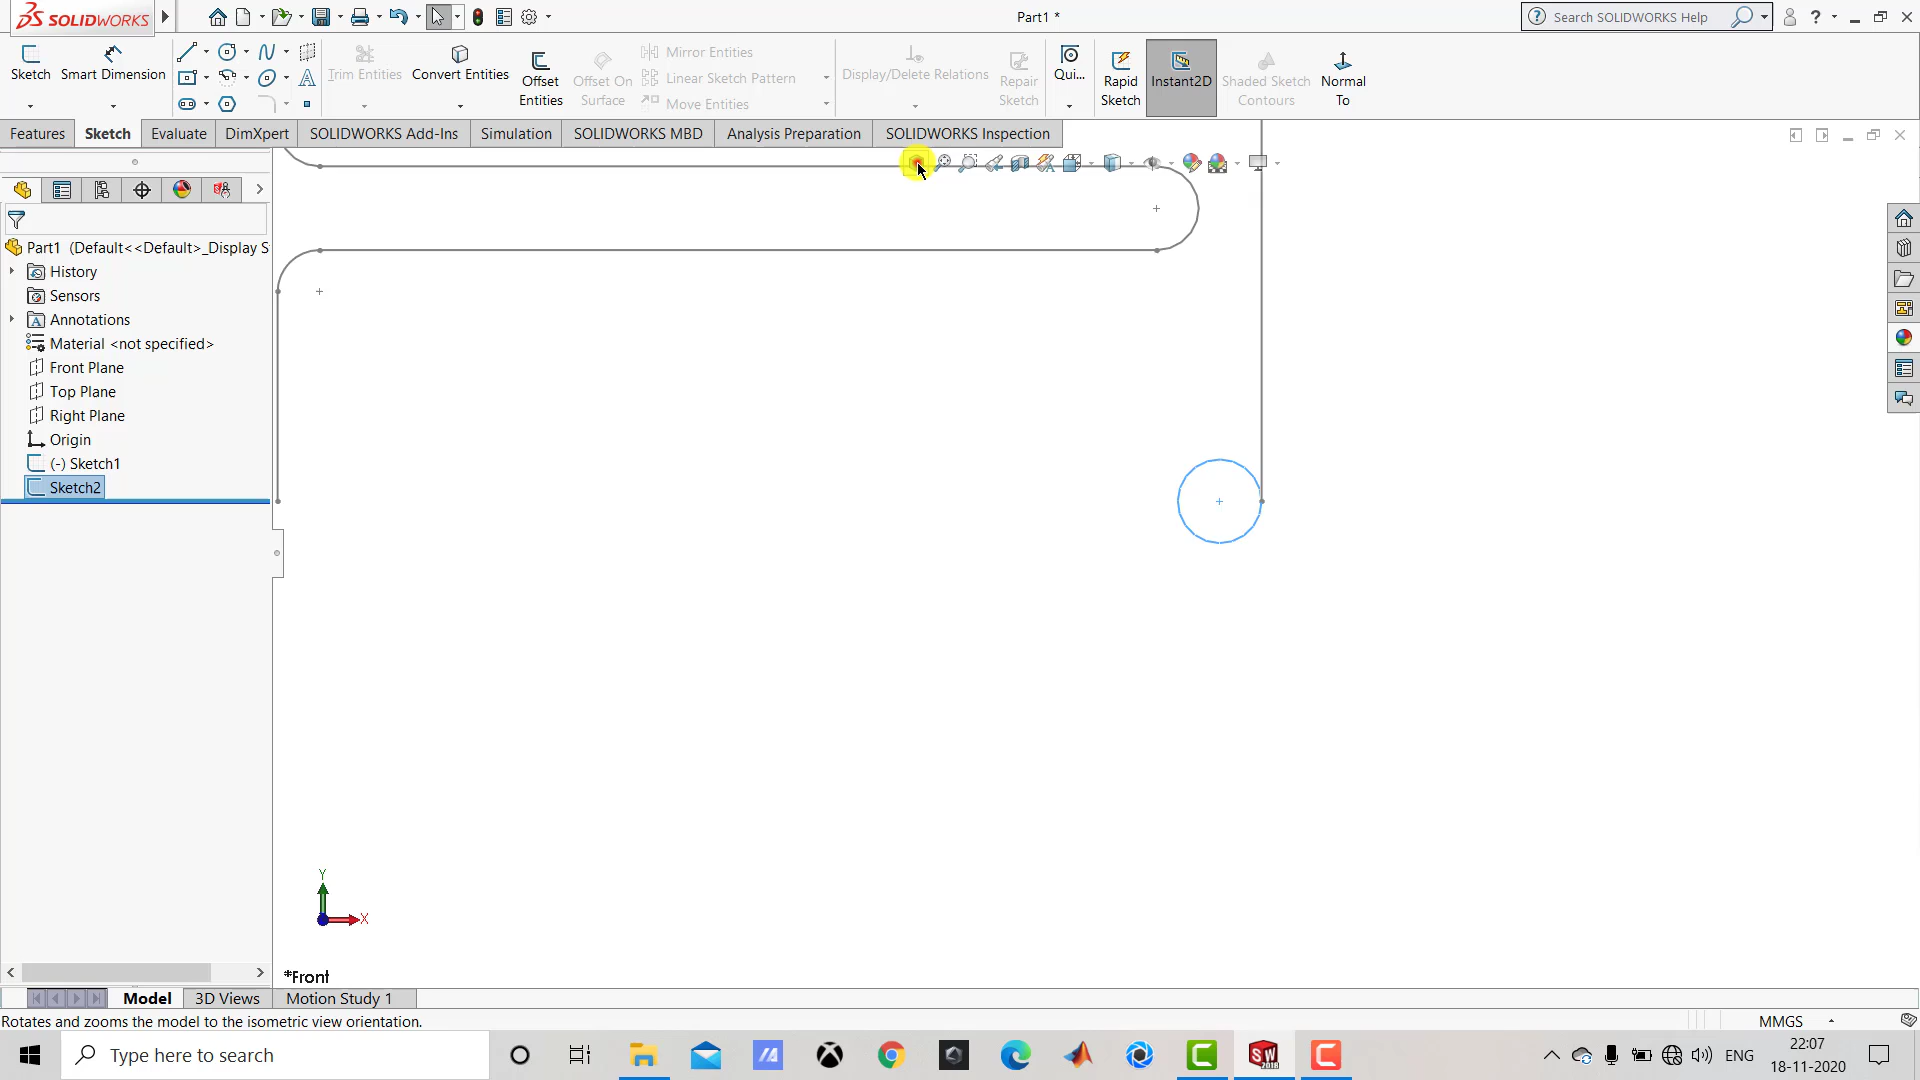 SOLIDWORKS
Part1 *
Search SOLIDWORKS Help
Sketch
Smart Dimension
Trim Entities
Convert Entities
Offset Entities
Offset On Surface
Mirror Entities
Linear Sketch Pattern
Move Entities
Display/Delete Relations
Repair Sketch
Qui...
Rapid Sketch
Instant2D
Shaded Sketch Contours
Normal To
Features
Sketch
Evaluate
DimXpert
SOLIDWORKS Add-Ins
Simulation
SOLIDWORKS MBD
Analysis Preparation
SOLIDWORKS Inspection
Part1 (Default<<Default>_Display S
History
Sensors
Annotations
Material <not specified>
Front Plane
Top Plane
Right Plane
Origin
(-) Sketch1
Sketch2
Y
X
*Front
Model
3D Views
Motion Study 1
Rotates and zooms the model to the isometric view orientation.
MMGS
Type here to search
SW
2018
ENG
22:07
18-11-2020